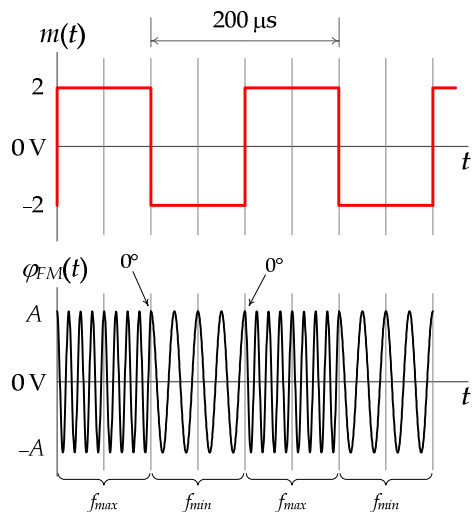 200 μs
m(t)
2
0 V
t
–2
φFM(t)
0°
0°
A
0 V
t
–A
fmax
fmin
fmax
fmin